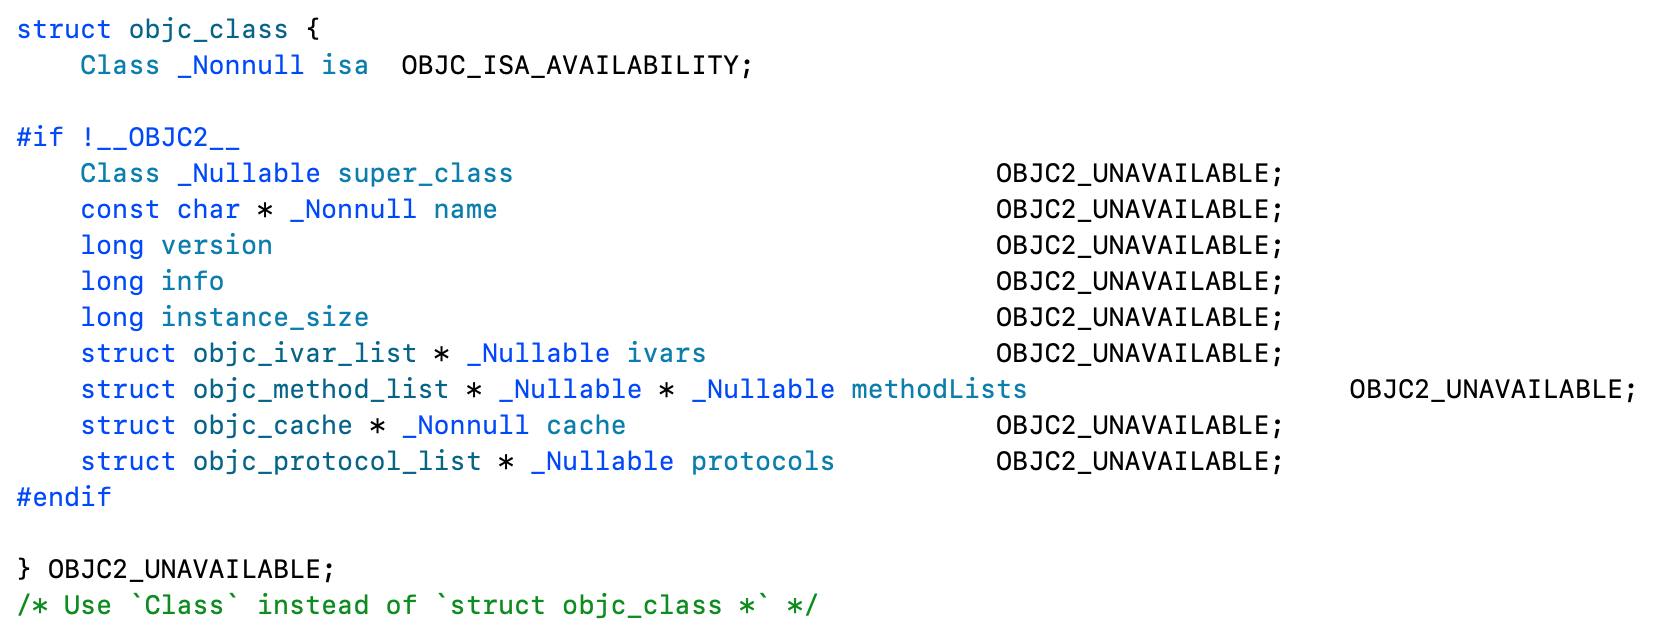 struct objc_class {
    Class _Nonnull isa  OBJC_ISA_AVAILABILITY;

#if !__OBJC2__
    Class _Nullable super_class                              OBJC2_UNAVAILABLE;
    const char * _Nonnull name                               OBJC2_UNAVAILABLE;
    long version                                             OBJC2_UNAVAILABLE;
    long info                                                OBJC2_UNAVAILABLE;
    long instance_size                                       OBJC2_UNAVAILABLE;
    struct objc_ivar_list * _Nullable ivars                  OBJC2_UNAVAILABLE;
    struct objc_method_list * _Nullable * _Nullable methodLists                    OBJC2_UNAVAILABLE;
    struct objc_cache * _Nonnull cache                       OBJC2_UNAVAILABLE;
    struct objc_protocol_list * _Nullable protocols          OBJC2_UNAVAILABLE;
#endif

} OBJC2_UNAVAILABLE;
/* Use `Class` instead of `struct objc_class *` */